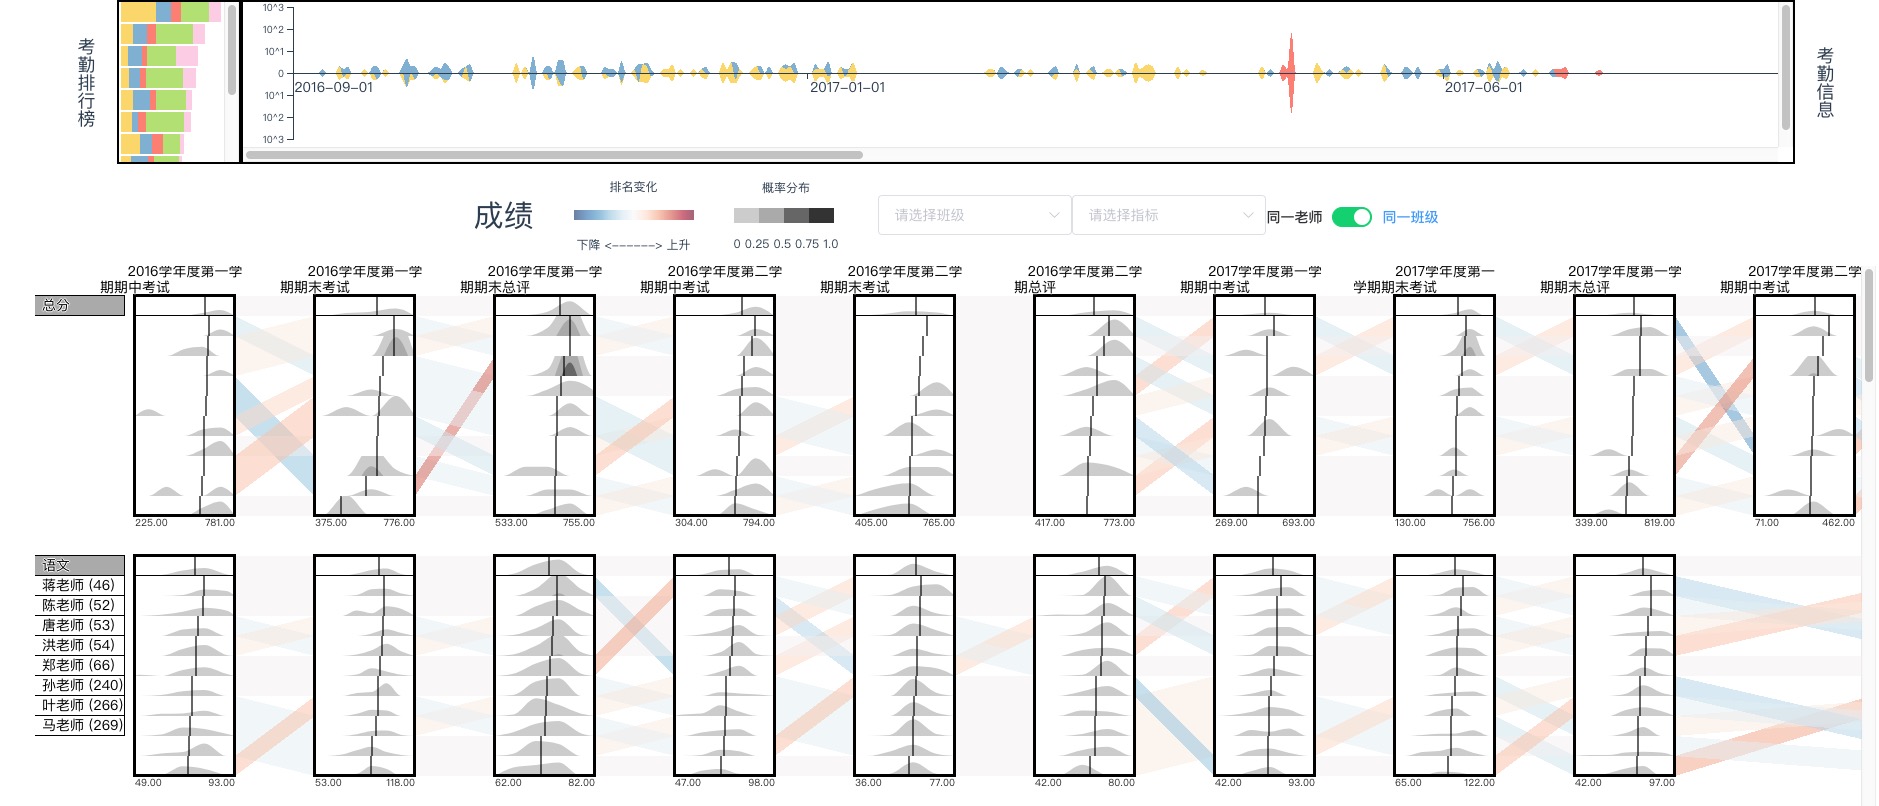 考勤排行榜
10^3
10^2
10^1
0
10^1
10^2
10^3
2016-09-01
2017-01-01
2017-06-01
考勤信息
成绩
排名变化
下降 <------> 上升
概率分布
0 0.25 0.5 0.75 1.0
请选择班级
请选择指标
同一老师
同一班级
2016学年度第一学
期期中考试
2016学年度第一学
期期末考试
2016学年度第一学
期期末总评
2016学年度第二学
期期中考试
2016学年度第二学
期期末考试
2016学年度第二学
期总评
2017学年度第一学
期期中考试
2017学年度第一
学期期末考试
2017学年度第一学
期期末总评
2017学年度第二学
期期中考试
总分
225.00 781.00
375.00 776.00
533.00 755.00
304.00 794.00
405.00 765.00
417.00 773.00
269.00 693.00
130.00 756.00
339.00 819.00
71.00 462.00
语文
蒋老师 (46)
陈老师 (52)
唐老师 (53)
洪老师 (54)
郑老师 (66)
孙老师 (240)
叶老师 (266)
马老师 (269)
49.00 93.00
53.00 118.00
62.00 82.00
47.00 98.00
36.00 77.00
42.00 80.00
42.00 93.00
65.00 122.00
42.00 97.00